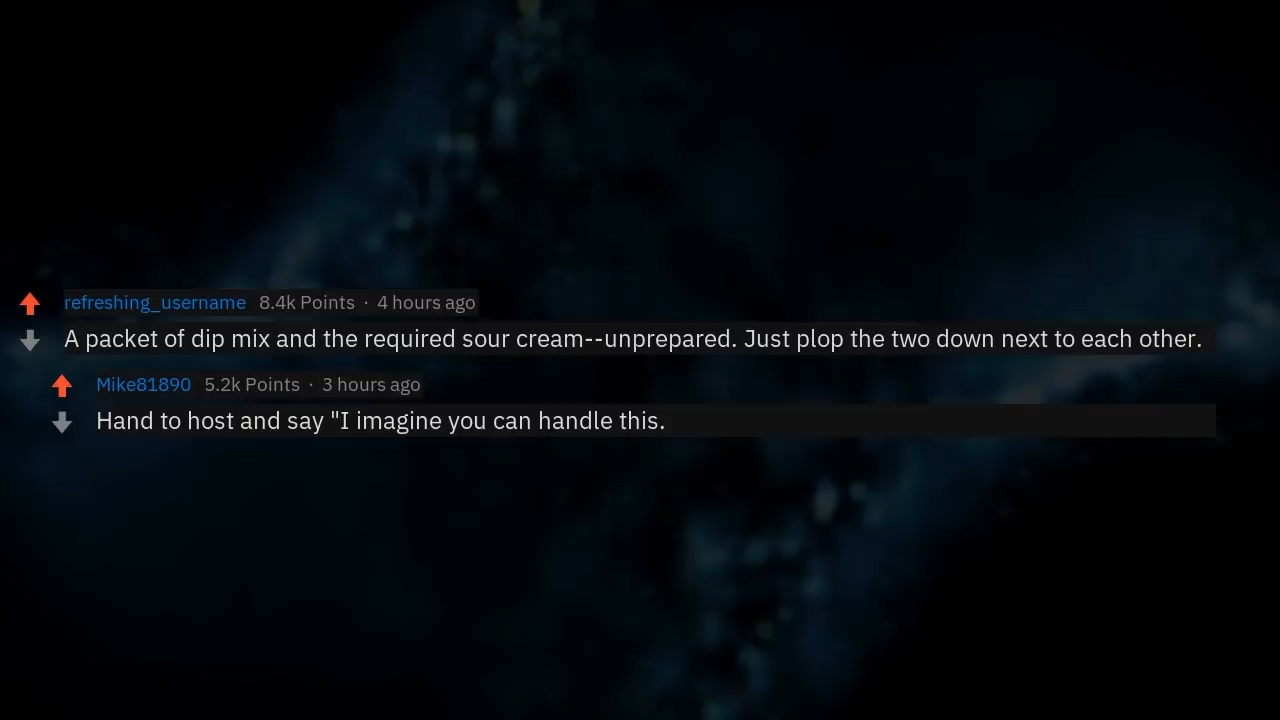 refreshing_username 8.4k Points · 4 hours ago
A packet of dip mix and the required sour cream--unprepared. Just plop the two down next to each other.
Mike81890 5.2k Points · 3 hours ago
Hand to host and say "I imagine you can handle this.